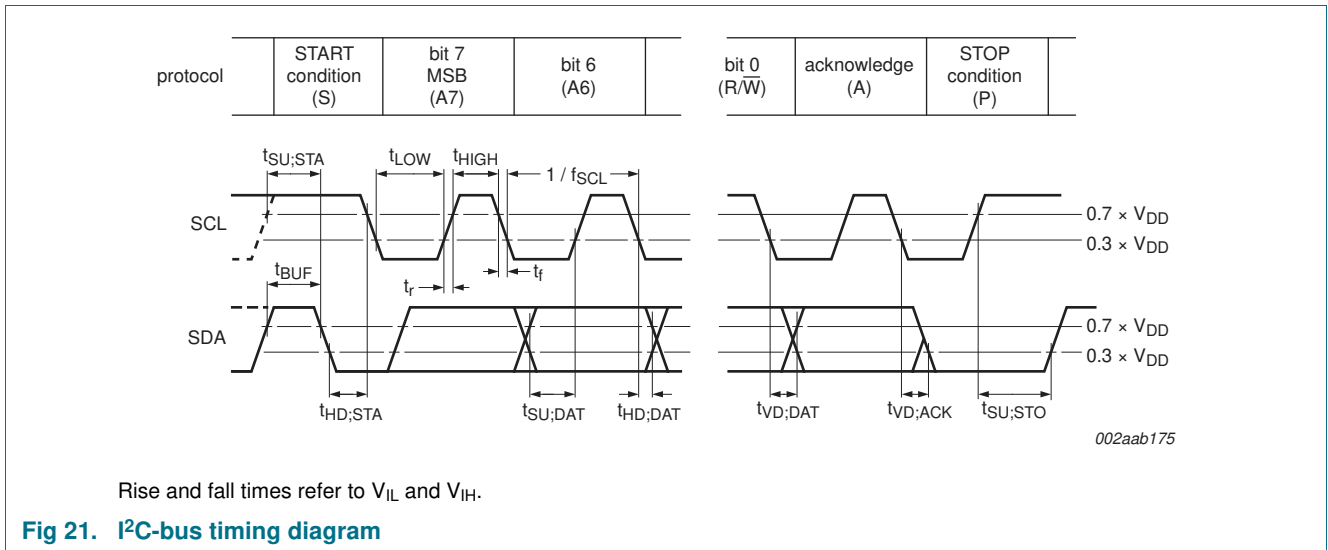 protocol
START
condition
(S)
bit 7
MSB
(A7)
bit 6
(A6)
bit 0
(R/W̅)
acknowledge
(A)
STOP
condition
(P)
tSU;STA
tLOW
tHIGH
1 / fSCL
SCL
0.7 × VDD
0.3 × VDD
tBUF
tr
tf
SDA
0.7 × VDD
0.3 × VDD
tHD;STA
tSU;DAT
tHD;DAT
tVD;DAT
tVD;ACK
tSU;STO
002aab175
Rise and fall times refer to VIL and VIH.
Fig 21. I²C-bus timing diagram